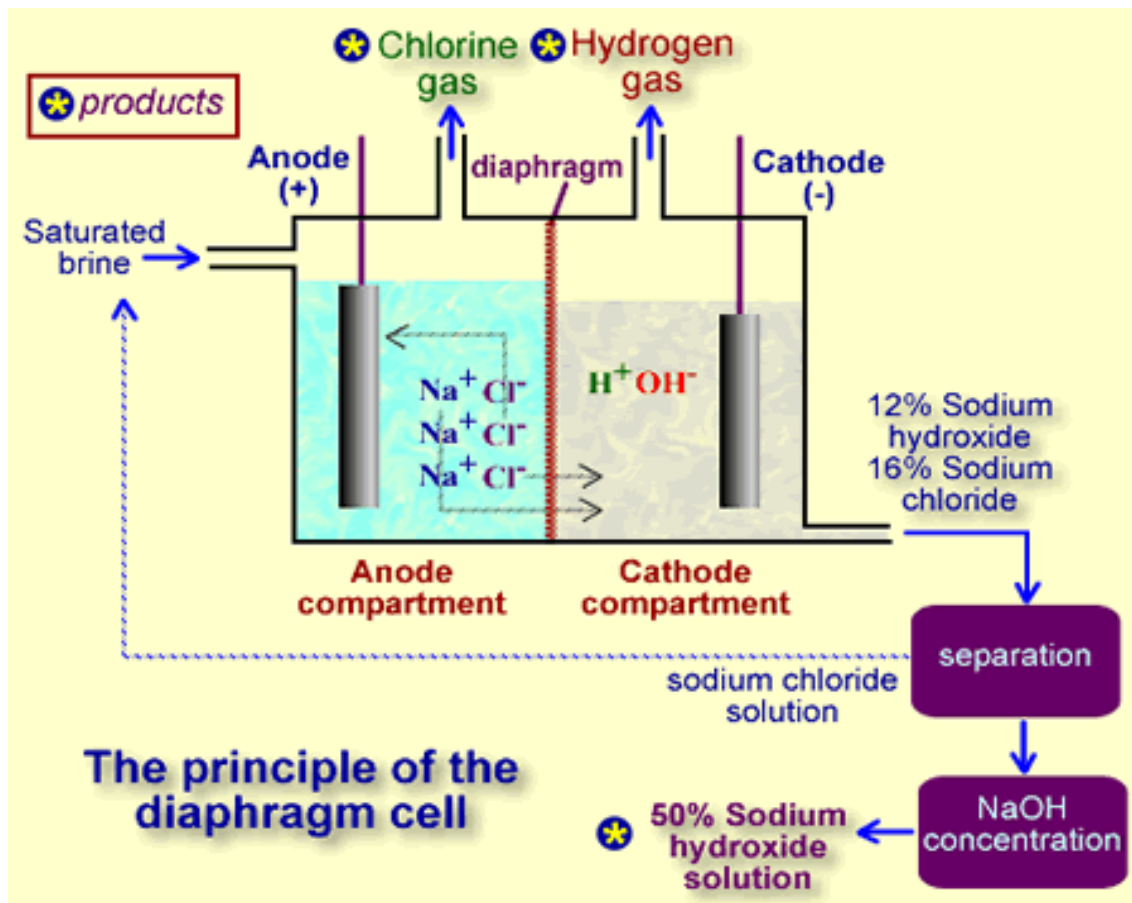 * Chlorine
gas
* Hydrogen
gas
* products
Anode
(+)
diaphragm
Cathode
(-)
Saturated
brine
Na+ Cl-
Na+ Cl-
Na+ Cl-
H+ OH-
12% Sodium
hydroxide
16% Sodium
chloride
Anode
compartment
Cathode
compartment
separation
sodium chloride
solution
The principle of the
diaphragm cell
NaOH
concentration
* 50% Sodium
hydroxide
solution